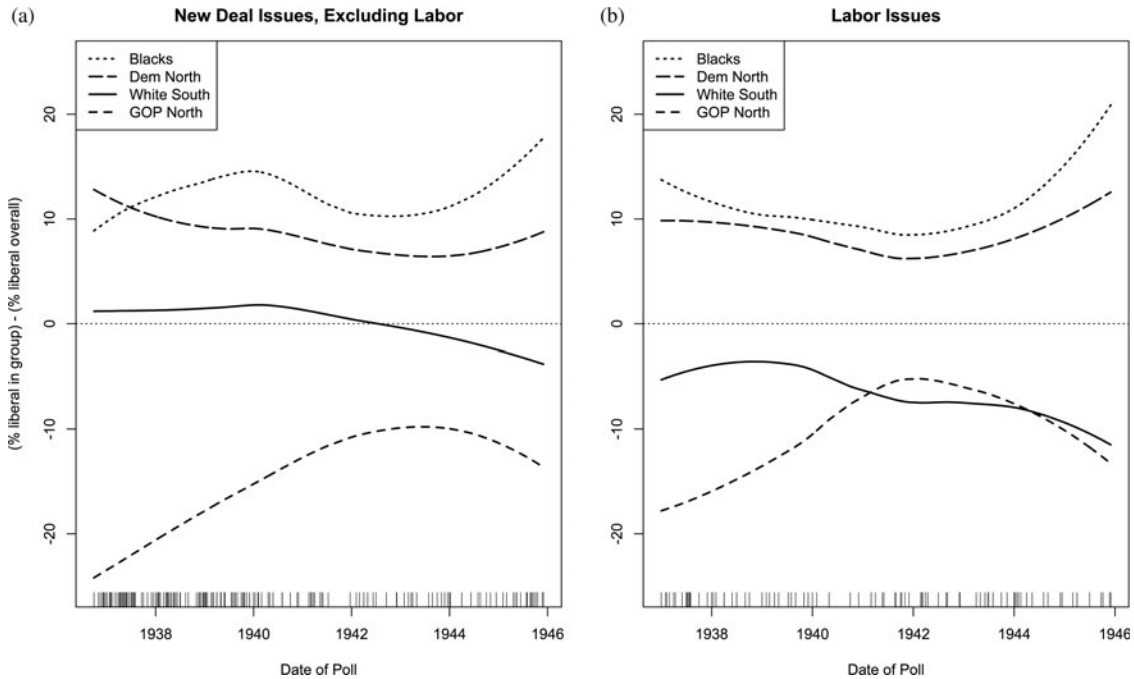 (a)
New Deal Issues, Excluding Labor
Blacks
Dem North
White South
GOP North
(% liberal in group) - (% liberal overall)
20
10
0
-10
-20
1938 1940 1942 1944 1946
Date of Poll
(b)
Labor Issues
Blacks
Dem North
White South
GOP North
20
10
0
-10
-20
1938 1940 1942 1944 1946
Date of Poll